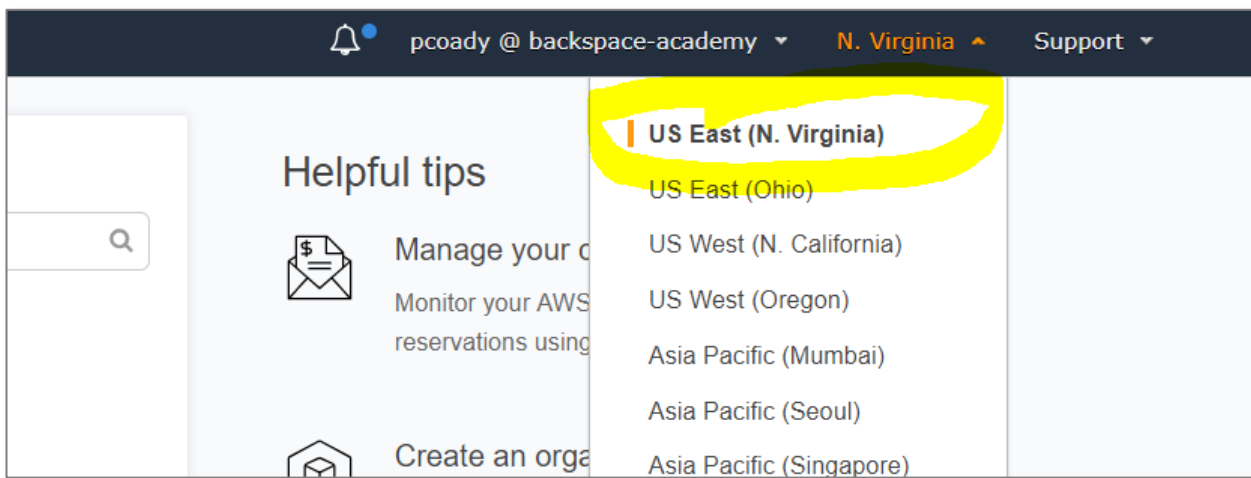 pcoady @ backspace-academy N. Virginia Support
US East (N. Virginia)
US East (Ohio)
US West (N. California)
US West (Oregon)
Asia Pacific (Mumbai)
Asia Pacific (Seoul)
Asia Pacific (Singapore)
Helpful tips
$
Manage your
Monitor your AWS
reservations using
Create an